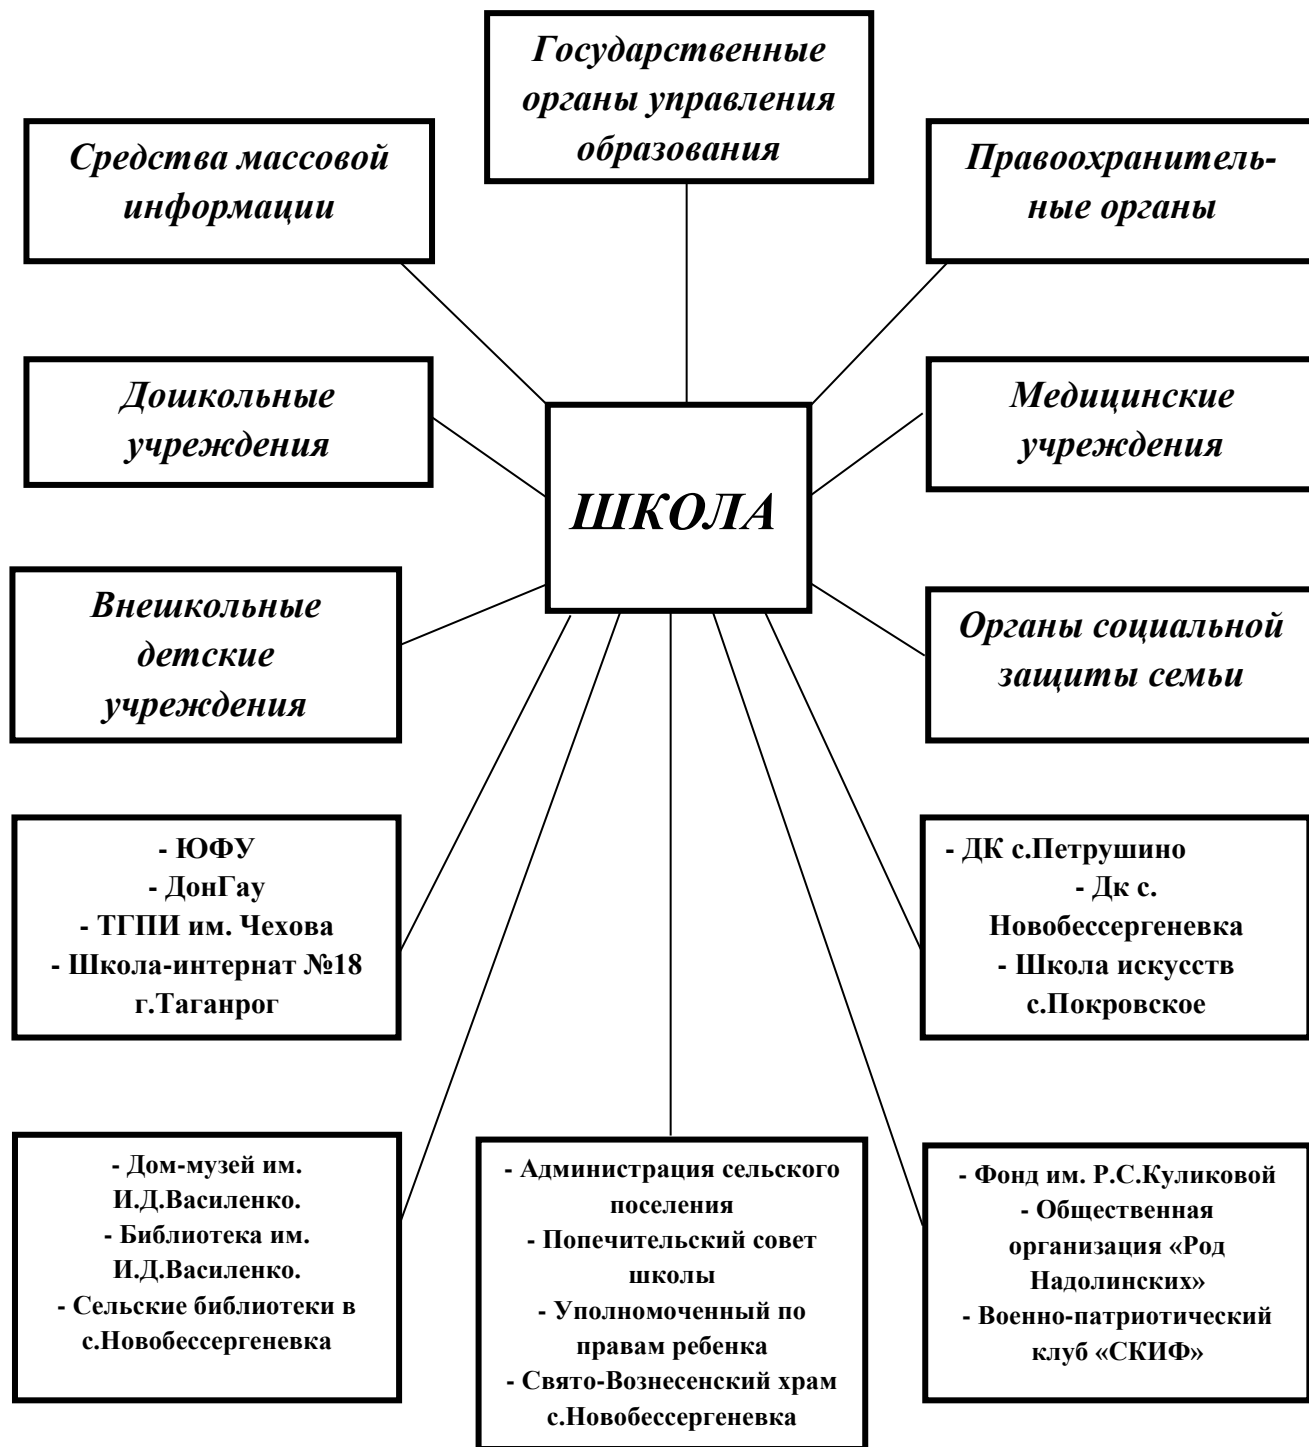 Государственные
органы управления
образования
Средства массовой
информации
Правоохранитель-
ные органы
Дошкольные
учреждения
Медицинские
учреждения
ШКОЛА
Внешкольные
детские
учреждения
Органы социальной
защиты семьи
- ЮФУ
- ДонГау
- ТГПИ им. Чехова
- Школа-интернат №18
г.Таганрог
- ДК с.Петрушино
- Дк с.
Новобессергеневка
- Школа искусств
с.Покровское
- Дом-музей им.
И.Д.Василенко.
- Библиотека им.
И.Д.Василенко.
- Сельские библиотеки в
с.Новобессергеневка
- Администрация сельского
поселения
- Попечительский совет
школы
- Уполномоченный по
правам ребенка
- Свято-Вознесенский храм
с.Новобессергеневка
- Фонд им. Р.С.Куликовой
- Общественная
организация «Род
Надолинских»
- Военно-патриотический
клуб «СКИФ»